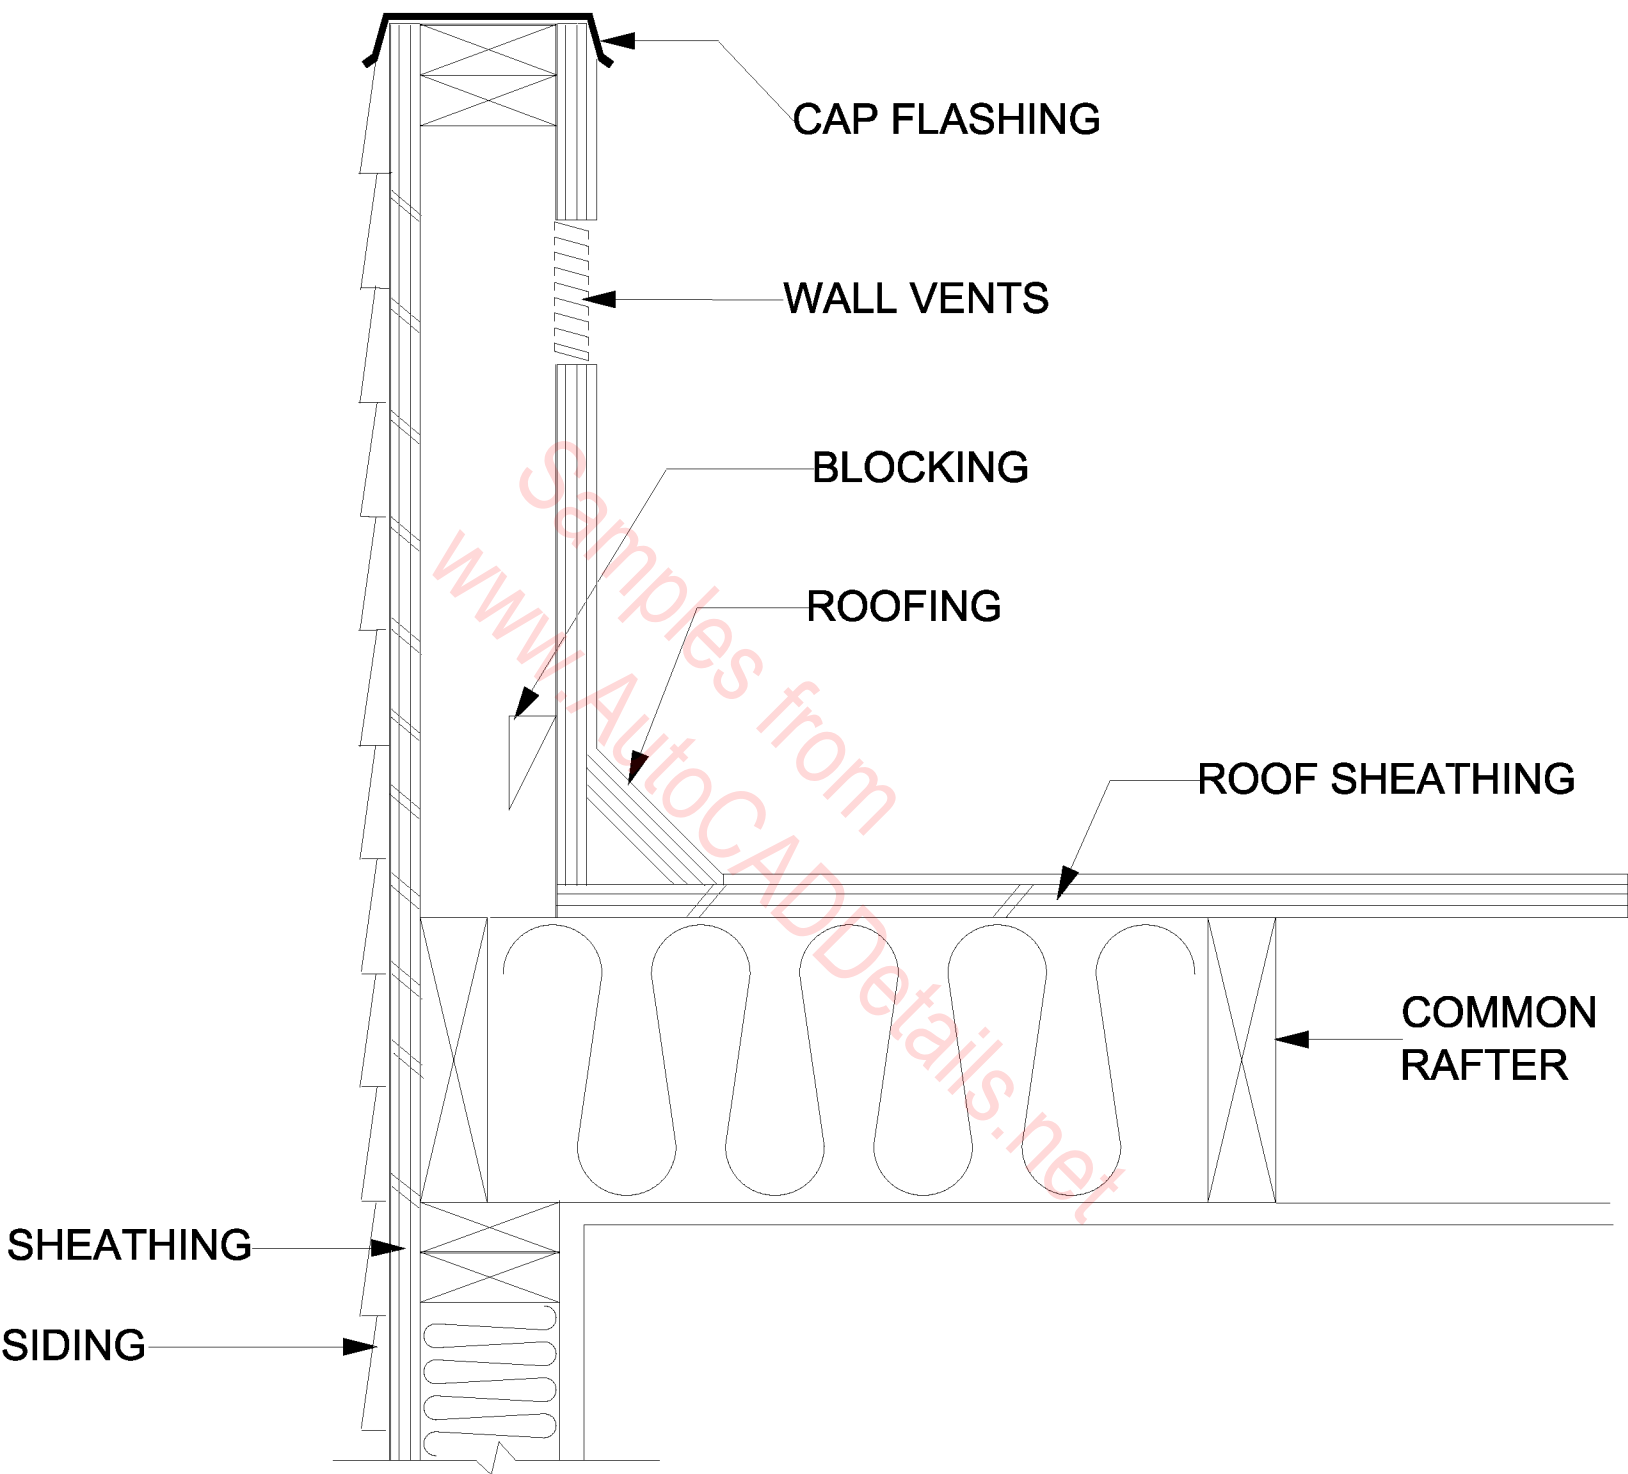 CAP FLASHING
WALL VENTS
BLOCKING
ROOFING
ROOF SHEATHING
COMMON
RAFTER
SHEATHING
SIDING
Samples from
www.AutoCADDetails.net